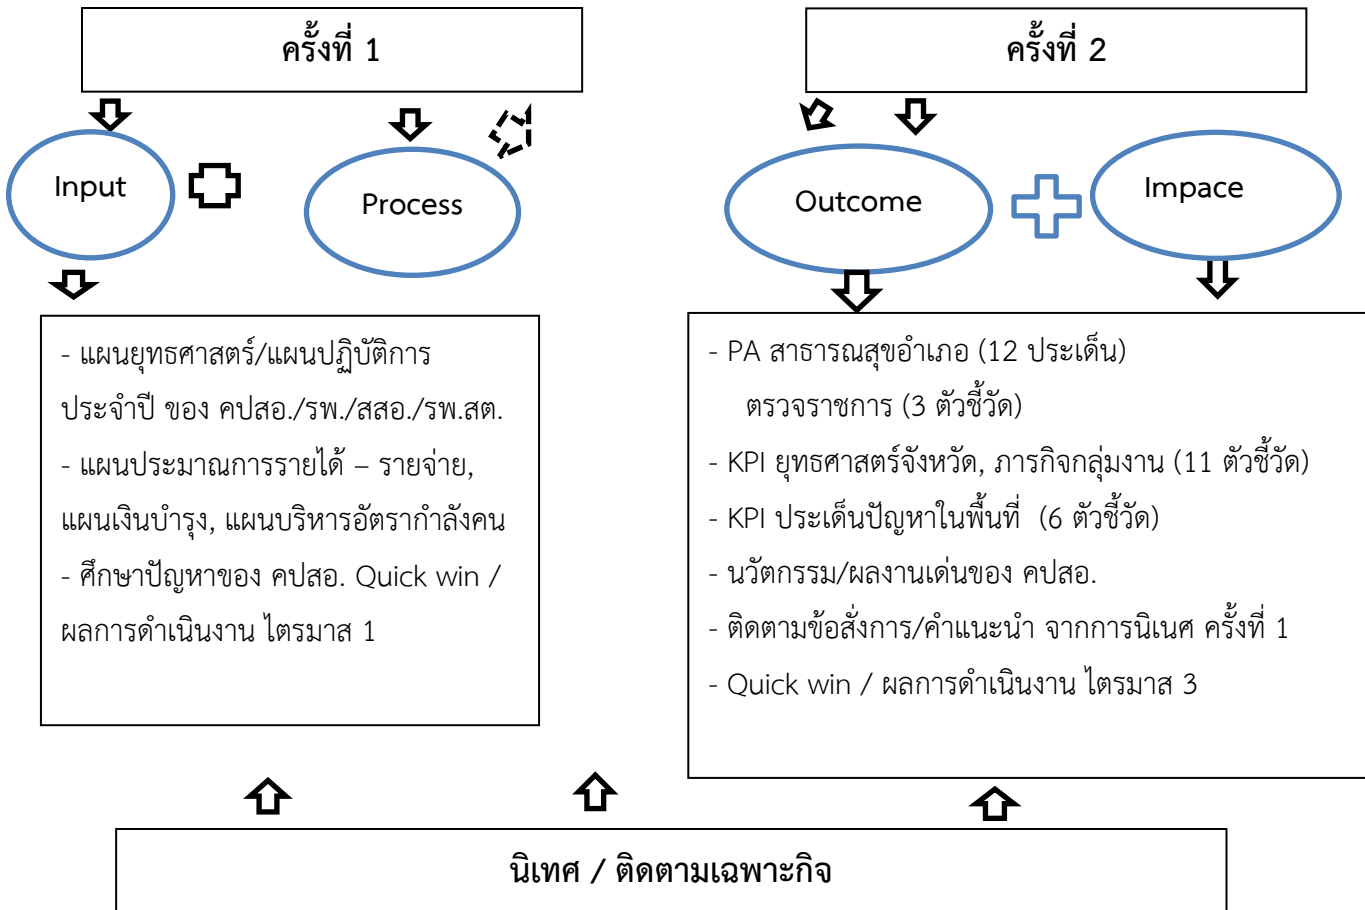 ครั้งที่ 1
Input
Process
- แผนยุทธศาสตร์/แผนปฏิบัติการ
ประจำปี ของ คปสอ./รพ./สสอ./รพ.สต.
- แผนประมาณการรายได้ – รายจ่าย,
แผนเงินบำรุง, แผนบริหารอัตรากำลังคน
- ศึกษาปัญหาของ คปสอ. Quick win /
ผลการดำเนินงาน ไตรมาส 1
ครั้งที่ 2
Outcome
Impace
- PA สาธารณสุขอำเภอ (12 ประเด็น)
ตรวจราชการ (3 ตัวชี้วัด)
- KPI ยุทธศาสตร์จังหวัด, ภารกิจกลุ่มงาน (11 ตัวชี้วัด)
- KPI ประเด็นปัญหาในพื้นที่ (6 ตัวชี้วัด)
- นวัตกรรม/ผลงานเด่นของ คปสอ.
- ติดตามข้อสั่งการ/คำแนะนำ จากการนิเนศ ครั้งที่ 1
- Quick win / ผลการดำเนินงาน ไตรมาส 3
นิเทศ / ติดตามเฉพาะกิจ